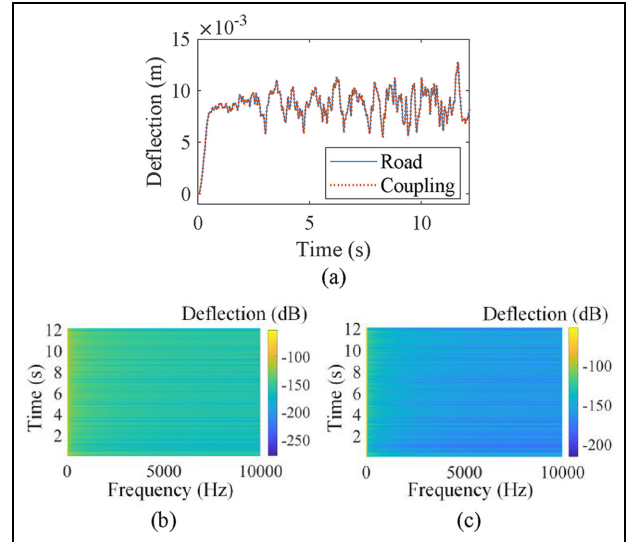 ×10⁻³
15
10
5
0
Deflection (m)
Road
Coupling
0 5 10
Time (s)
(a)
Deflection (dB)
12
10
8
6
4
2
Time (s)
-100
-150
-200
-250
0 5000 10000
Frequency (Hz)
(b)
Deflection (dB)
12
10
8
6
4
2
Time (s)
-100
-150
-200
0 5000 10000
Frequency (Hz)
(c)